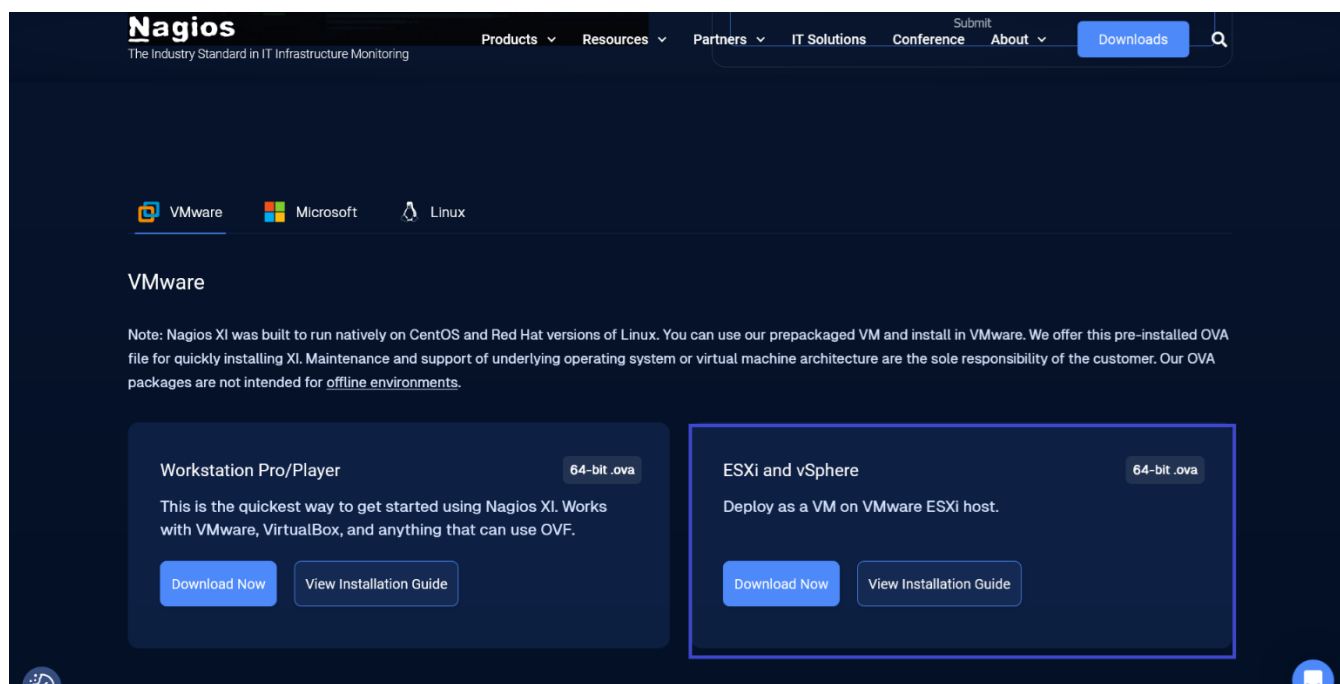 Nagios
The Industry Standard in IT Infrastructure Monitoring
Products
Resources
Partners
IT Solutions
Submit
Conference
About
Downloads
VMware
Microsoft
Linux
VMware
Note: Nagios XI was built to run natively on CentOS and Red Hat versions of Linux. You can use our prepackaged VM and install in VMware. We offer this pre-installed OVA
file for quickly installing XI. Maintenance and support of underlying operating system or virtual machine architecture are the sole responsibility of the customer. Our OVA
packages are not intended for offline environments.
Workstation Pro/Player
64-bit .ova
This is the quickest way to get started using Nagios XI. Works
with VMware, VirtualBox, and anything that can use OVF.
Download Now
View Installation Guide
ESXi and vSphere
64-bit .ova
Deploy as a VM on VMware ESXi host.
Download Now
View Installation Guide